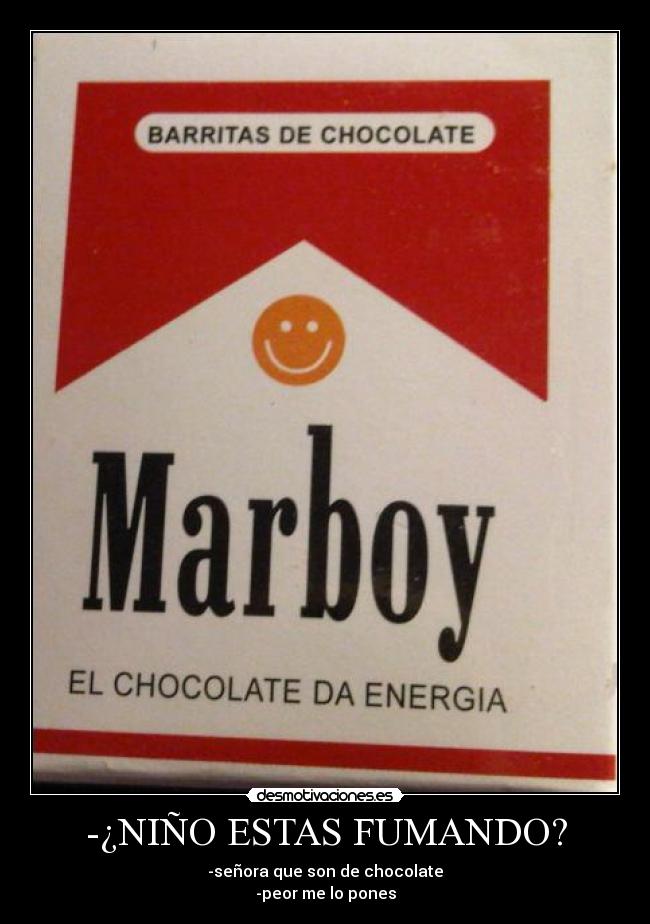 BARRITAS DE CHOCOLATE
Marboy
EL CHOCOLATE DA ENERGIA
desmotivaciones.es
-¿NIÑO ESTAS FUMANDO?
-señora que son de chocolate
-peor me lo pones